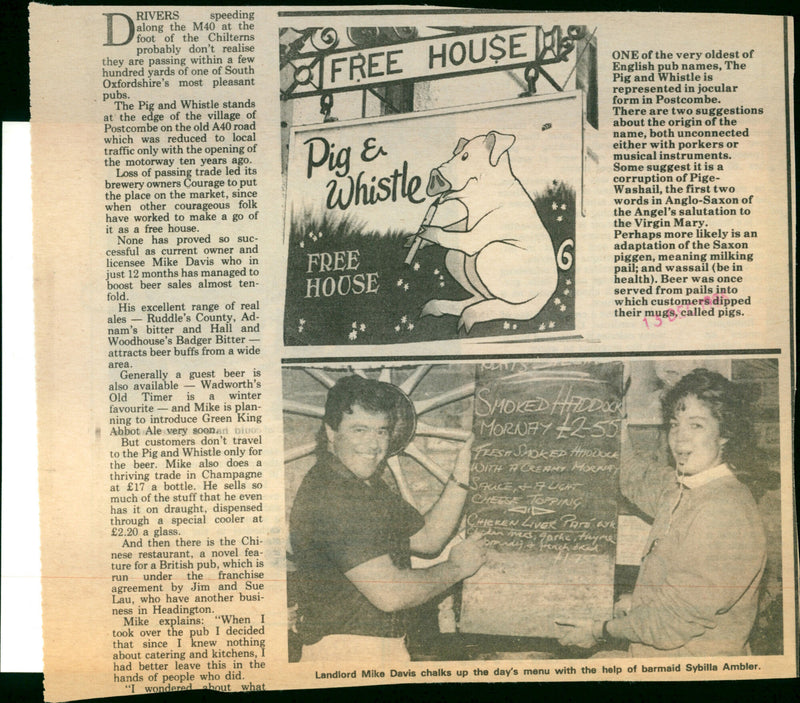 DRIVERS speeding
along the M40 at the
foot of the Chilterns
probably don't realise
they are passing within a few
hundred yards of one of South
Oxfordshire's most pleasant
pubs.
The Pig and Whistle stands
at the edge of the village of
Postcombe on the old A40 road
which was reduced to local
traffic only with the opening of
the motorway ten years ago.
Loss of passing trade led its
brewery owners Courage to put
the place on the market, since
when other courageous folk
have worked to make a go of
it as a free house.
None has proved so suc-
cessful as current owner and
licensee Mike Davis who in
just 12 months has managed to
boost beer sales almost ten-
fold.
His excellent range of real
ales — Ruddle's County, Ad-
nam's bitter and Hall and
Woodhouse's Badger Bitter —
attracts beer buffs from a wide
area.
Generally a guest beer is
also available — Wadworth's
Old Timer is a winter
favourite — and Mike is plan-
ning to introduce Green King
Abbot Ale very soon.
But customers don't travel
to the Pig and Whistle only for
the beer. Mike also does a
thriving trade in Champagne
at £17 a bottle. He sells so
much of the stuff that he even
has it on draught, dispensed
through a special cooler at
£2.20 a glass.
And then there is the Chi-
nese restaurant, a novel fea-
ture for a British pub, which is
run under the franchise
agreement by Jim and Sue
Lau, who have another busi-
ness in Headington.
Mike explains: "When I
took over the pub I decided
that since I knew nothing
about catering and kitchens, I
had better leave this in the
hands of people who did.
"I wondered about what
FREE HOUSE
Pig &
Whistle
FREE
HOUSE
6
ONE of the very oldest of
English pub names, The
Pig and Whistle is
represented in jocular
form in Postcombe.
There are two suggestions
about the origin of the
name, both unconnected
either with porkers or
musical instruments.
Some suggest it is a
corruption of Pige-
Washail, the first two
words in Anglo-Saxon of
the Angel's salutation to
the Virgin Mary.
Perhaps more likely is an
adaptation of the Saxon
piggen, meaning milking
pail; and wassail (be in
health). Beer was once
served from pails into
which customers dipped
their mugs, called pigs.
SMOKED HADDOCK
MORNAY £2-35
FRESH SMOKED HADDOCK
WITH A CREAMY MORNAY
SAUCE + A
CHEESE TOPPING
CHICKEN LIVER PATE
Landlord Mike Davis chalks up the day's menu with the help of barmaid Sybilla Ambler.